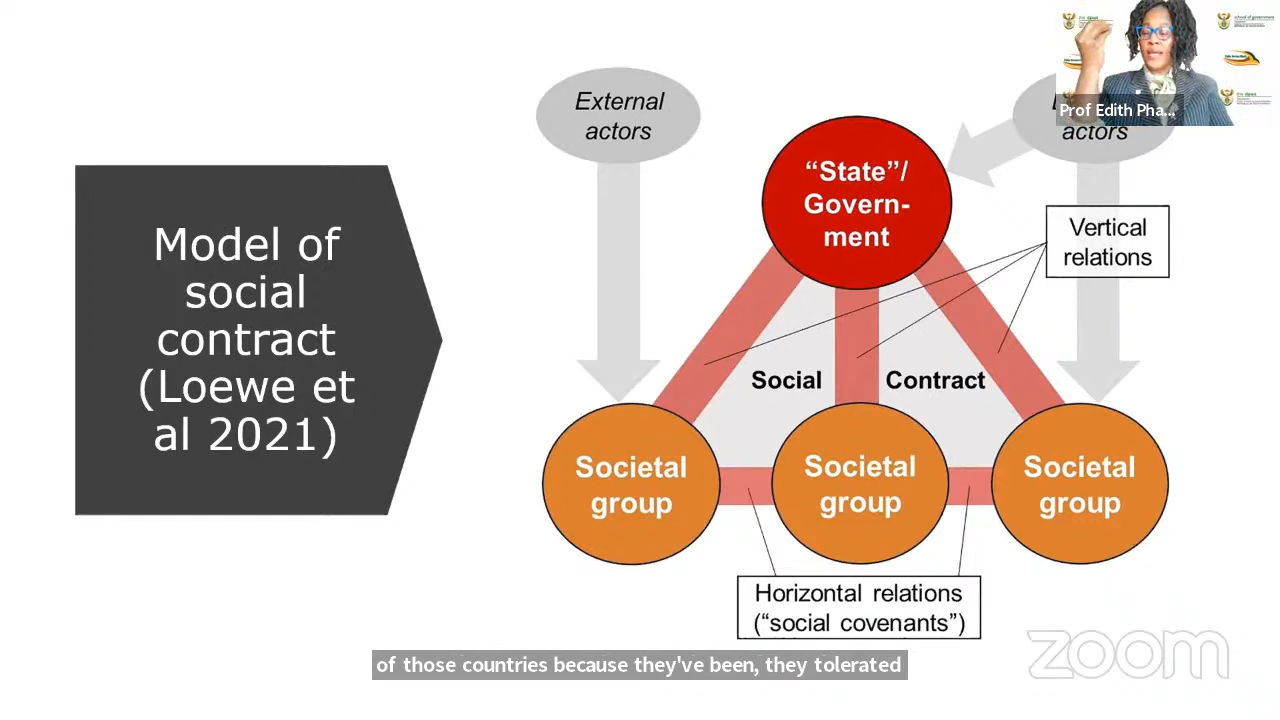 Model of
social
contract
(Loewe et
al 2021)
External
actors
“State”/
Govern-
ment
Prof Edith Pha...
actors
Vertical
relations
Social
Contract
Societal
group
Societal
group
Societal
group
Horizontal relations
(“social covenants”)
zoom
of those countries because they've been, they tolerated